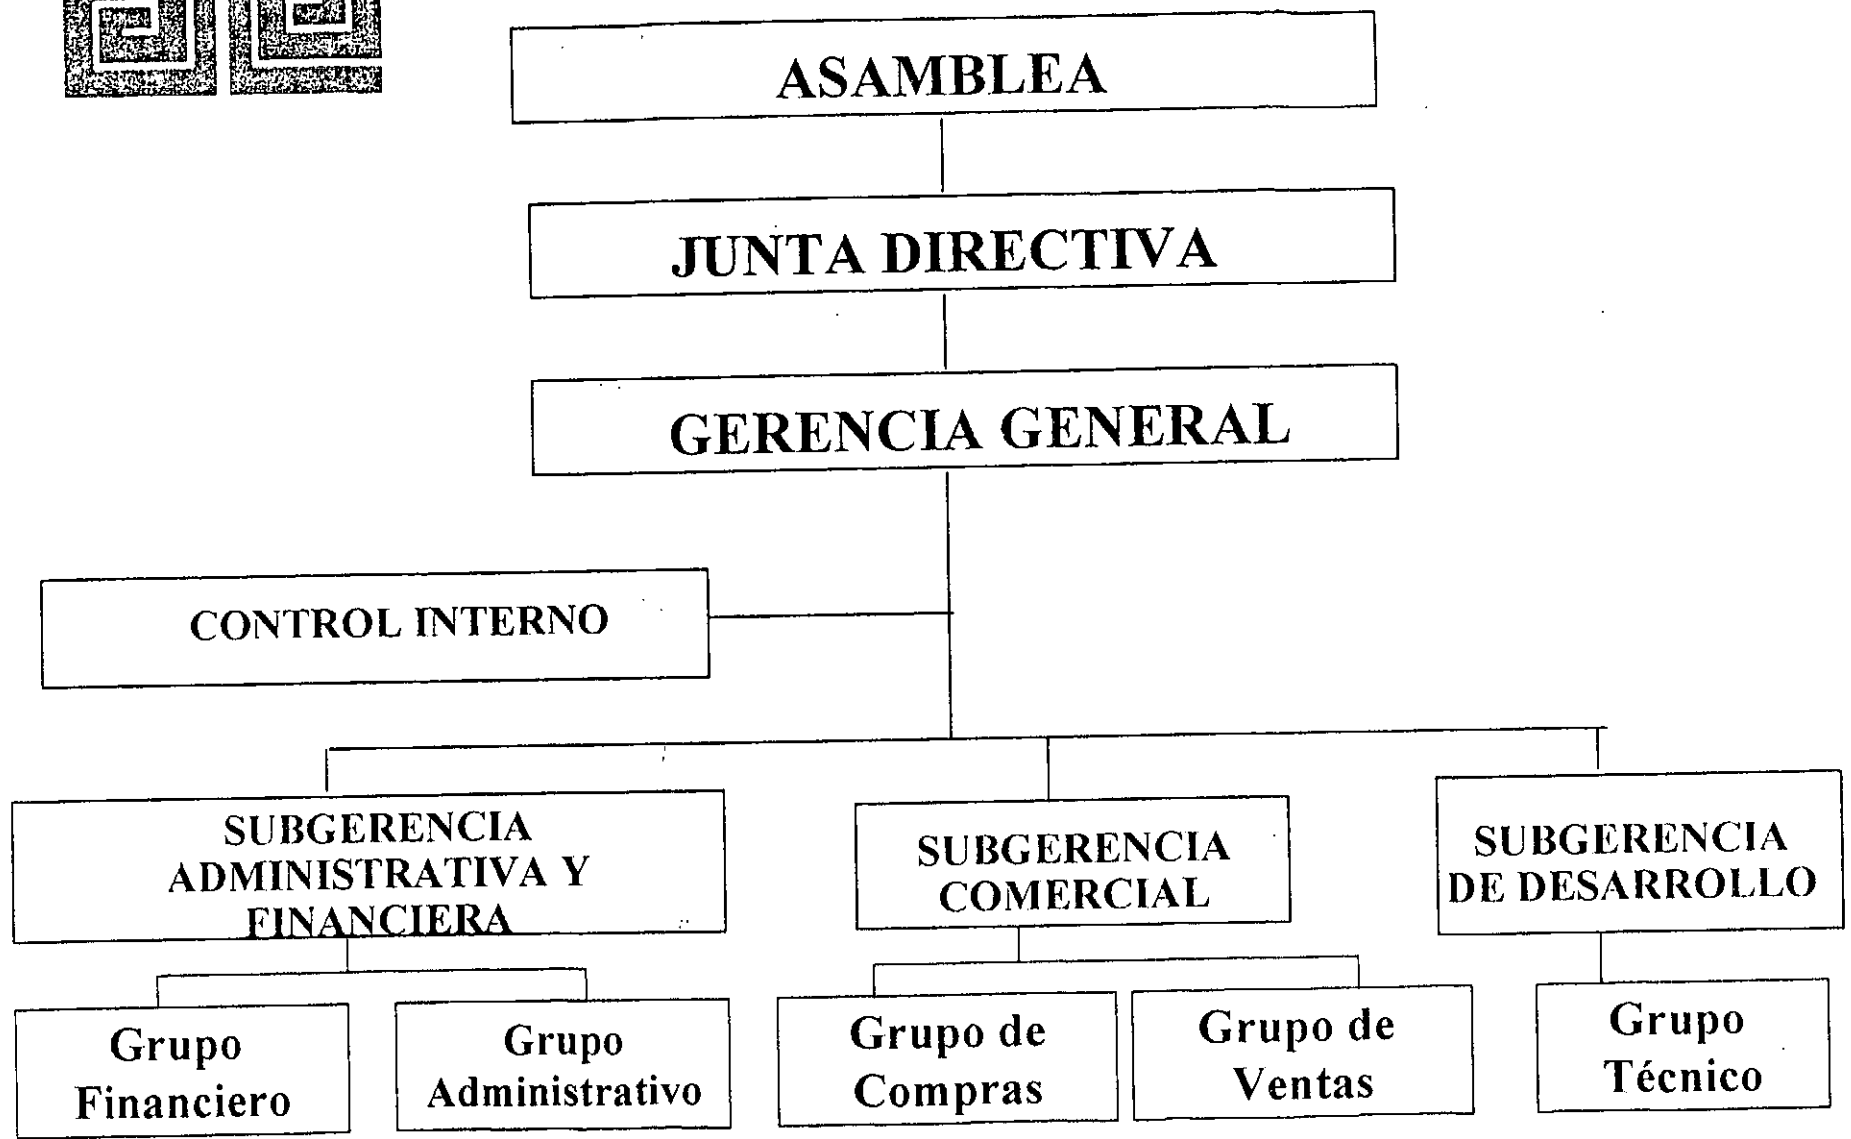 ASAMBLEA
JUNTA DIRECTIVA
GERENCIA GENERAL
CONTROL INTERNO
SUBGERENCIA
ADMINISTRATIVA Y
FINANCIERA
SUBGERENCIA
COMERCIAL
SUBGERENCIA
DE DESARROLLO
Grupo
Financiero
Grupo
Administrativo
Grupo de
Compras
Grupo de
Ventas
Grupo
Técnico